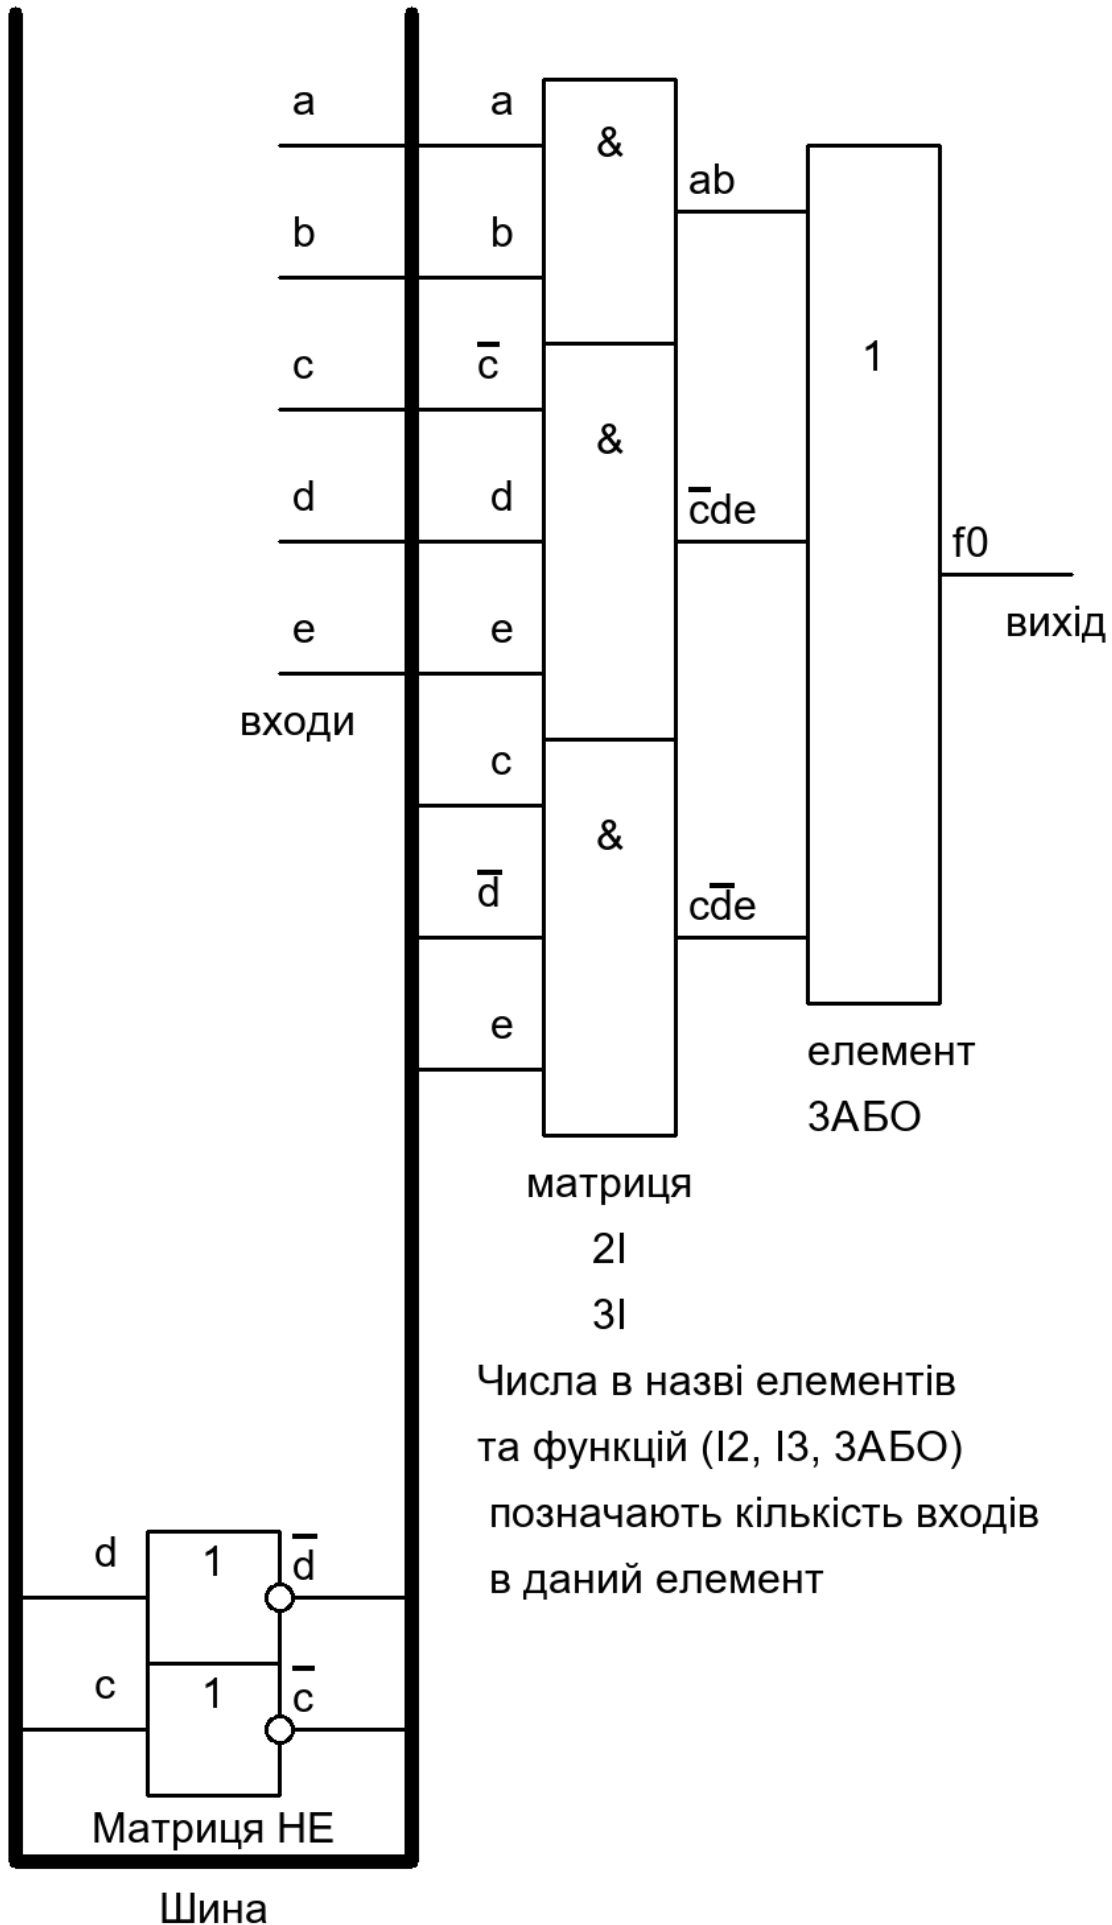 a a
&
ab
b b
1
c c̅
&
d d
c̅de
f0
вихід
e e
входи
c
&
d̅
cd̅e
e
елемент
3АБО
матриця
2І
3І
Числа в назві елементів
та функцій (І2, І3, 3АБО)
позначають кількість входів
в даний елемент
d 1 d̅
c 1 c̅
Матриця НЕ
Шина